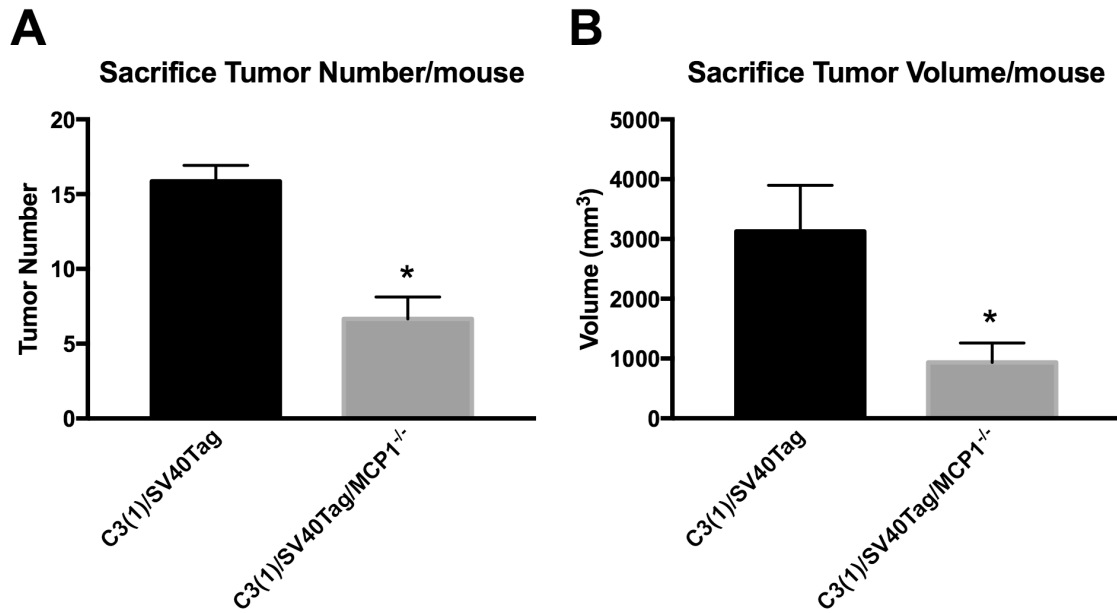 A
Sacrifice Tumor Number/mouse
Tumor Number
20
15
10
5
0
*
C3(1)/SV40Tag
C3(1)/SV40Tag/MCP1-/-
B
Sacrifice Tumor Volume/mouse
Volume (mm3)
5000
4000
3000
2000
1000
0
*
C3(1)/SV40Tag
C3(1)/SV40Tag/MCP1-/-